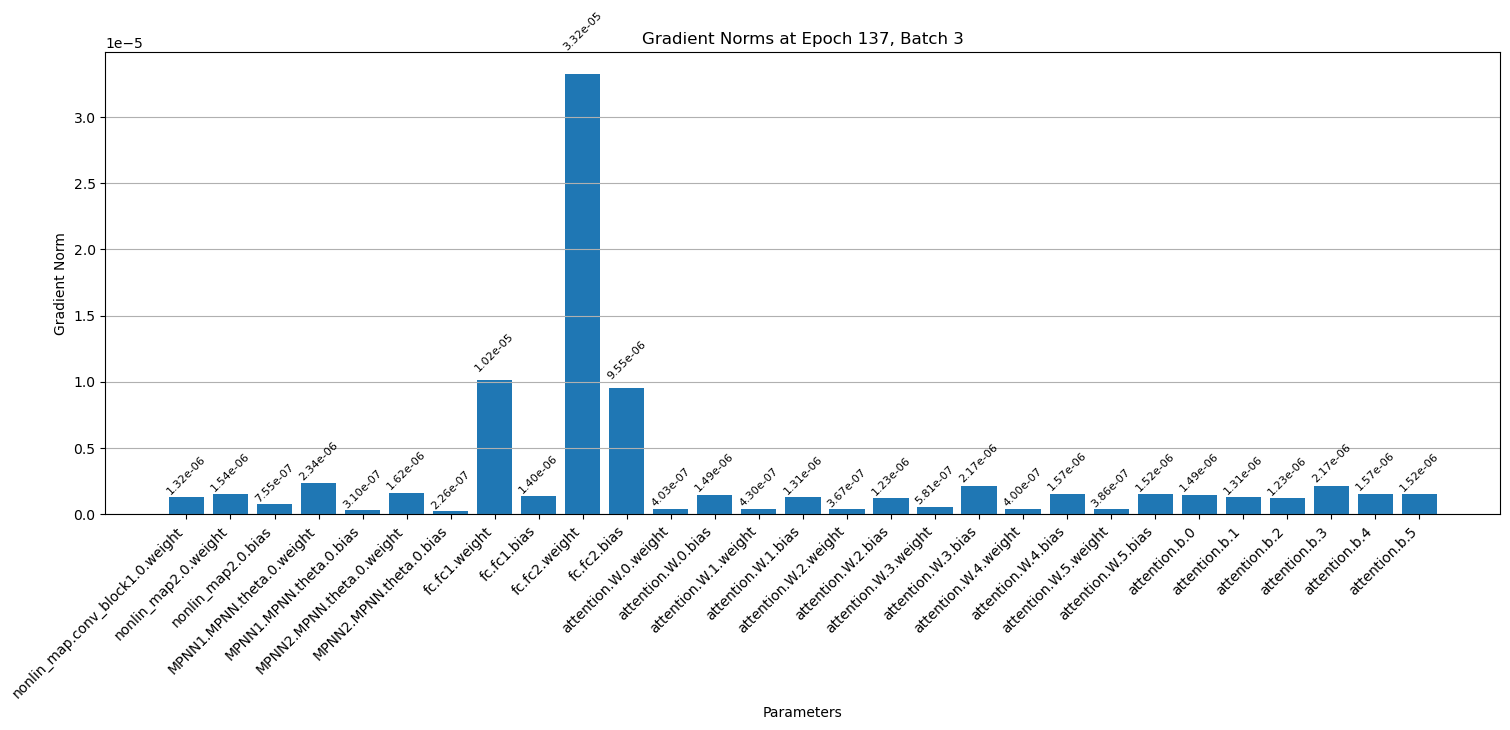 Gradient Norms at Epoch 137, Batch 3
1e−5
Gradient Norm
3.0
2.5
2.0
1.5
1.0
0.5
0.0
1.32e-06
1.54e-06
7.55e-07
2.34e-06
3.10e-07
1.62e-06
2.26e-07
1.02e-05
1.40e-06
3.32e-05
9.55e-06
4.03e-07
1.49e-06
4.30e-07
1.31e-06
3.67e-07
1.23e-06
5.81e-07
2.17e-06
4.00e-07
1.57e-06
3.86e-07
1.52e-06
1.49e-06
1.31e-06
1.23e-06
2.17e-06
1.57e-06
1.52e-06
nonlin_map.conv_block1.0.weight
nonlin_map2.0.weight
nonlin_map2.0.bias
MPNN1.MPNN.theta.0.weight
MPNN1.MPNN.theta.0.bias
MPNN2.MPNN.theta.0.weight
MPNN2.MPNN.theta.0.bias
fc.fc1.weight
fc.fc1.bias
fc.fc2.weight
fc.fc2.bias
attention.W.0.weight
attention.W.0.bias
attention.W.1.weight
attention.W.1.bias
attention.W.2.weight
attention.W.2.bias
attention.W.3.weight
attention.W.3.bias
attention.W.4.weight
attention.W.4.bias
attention.W.5.weight
attention.W.5.bias
attention.b.0
attention.b.1
attention.b.2
attention.b.3
attention.b.4
attention.b.5
Parameters